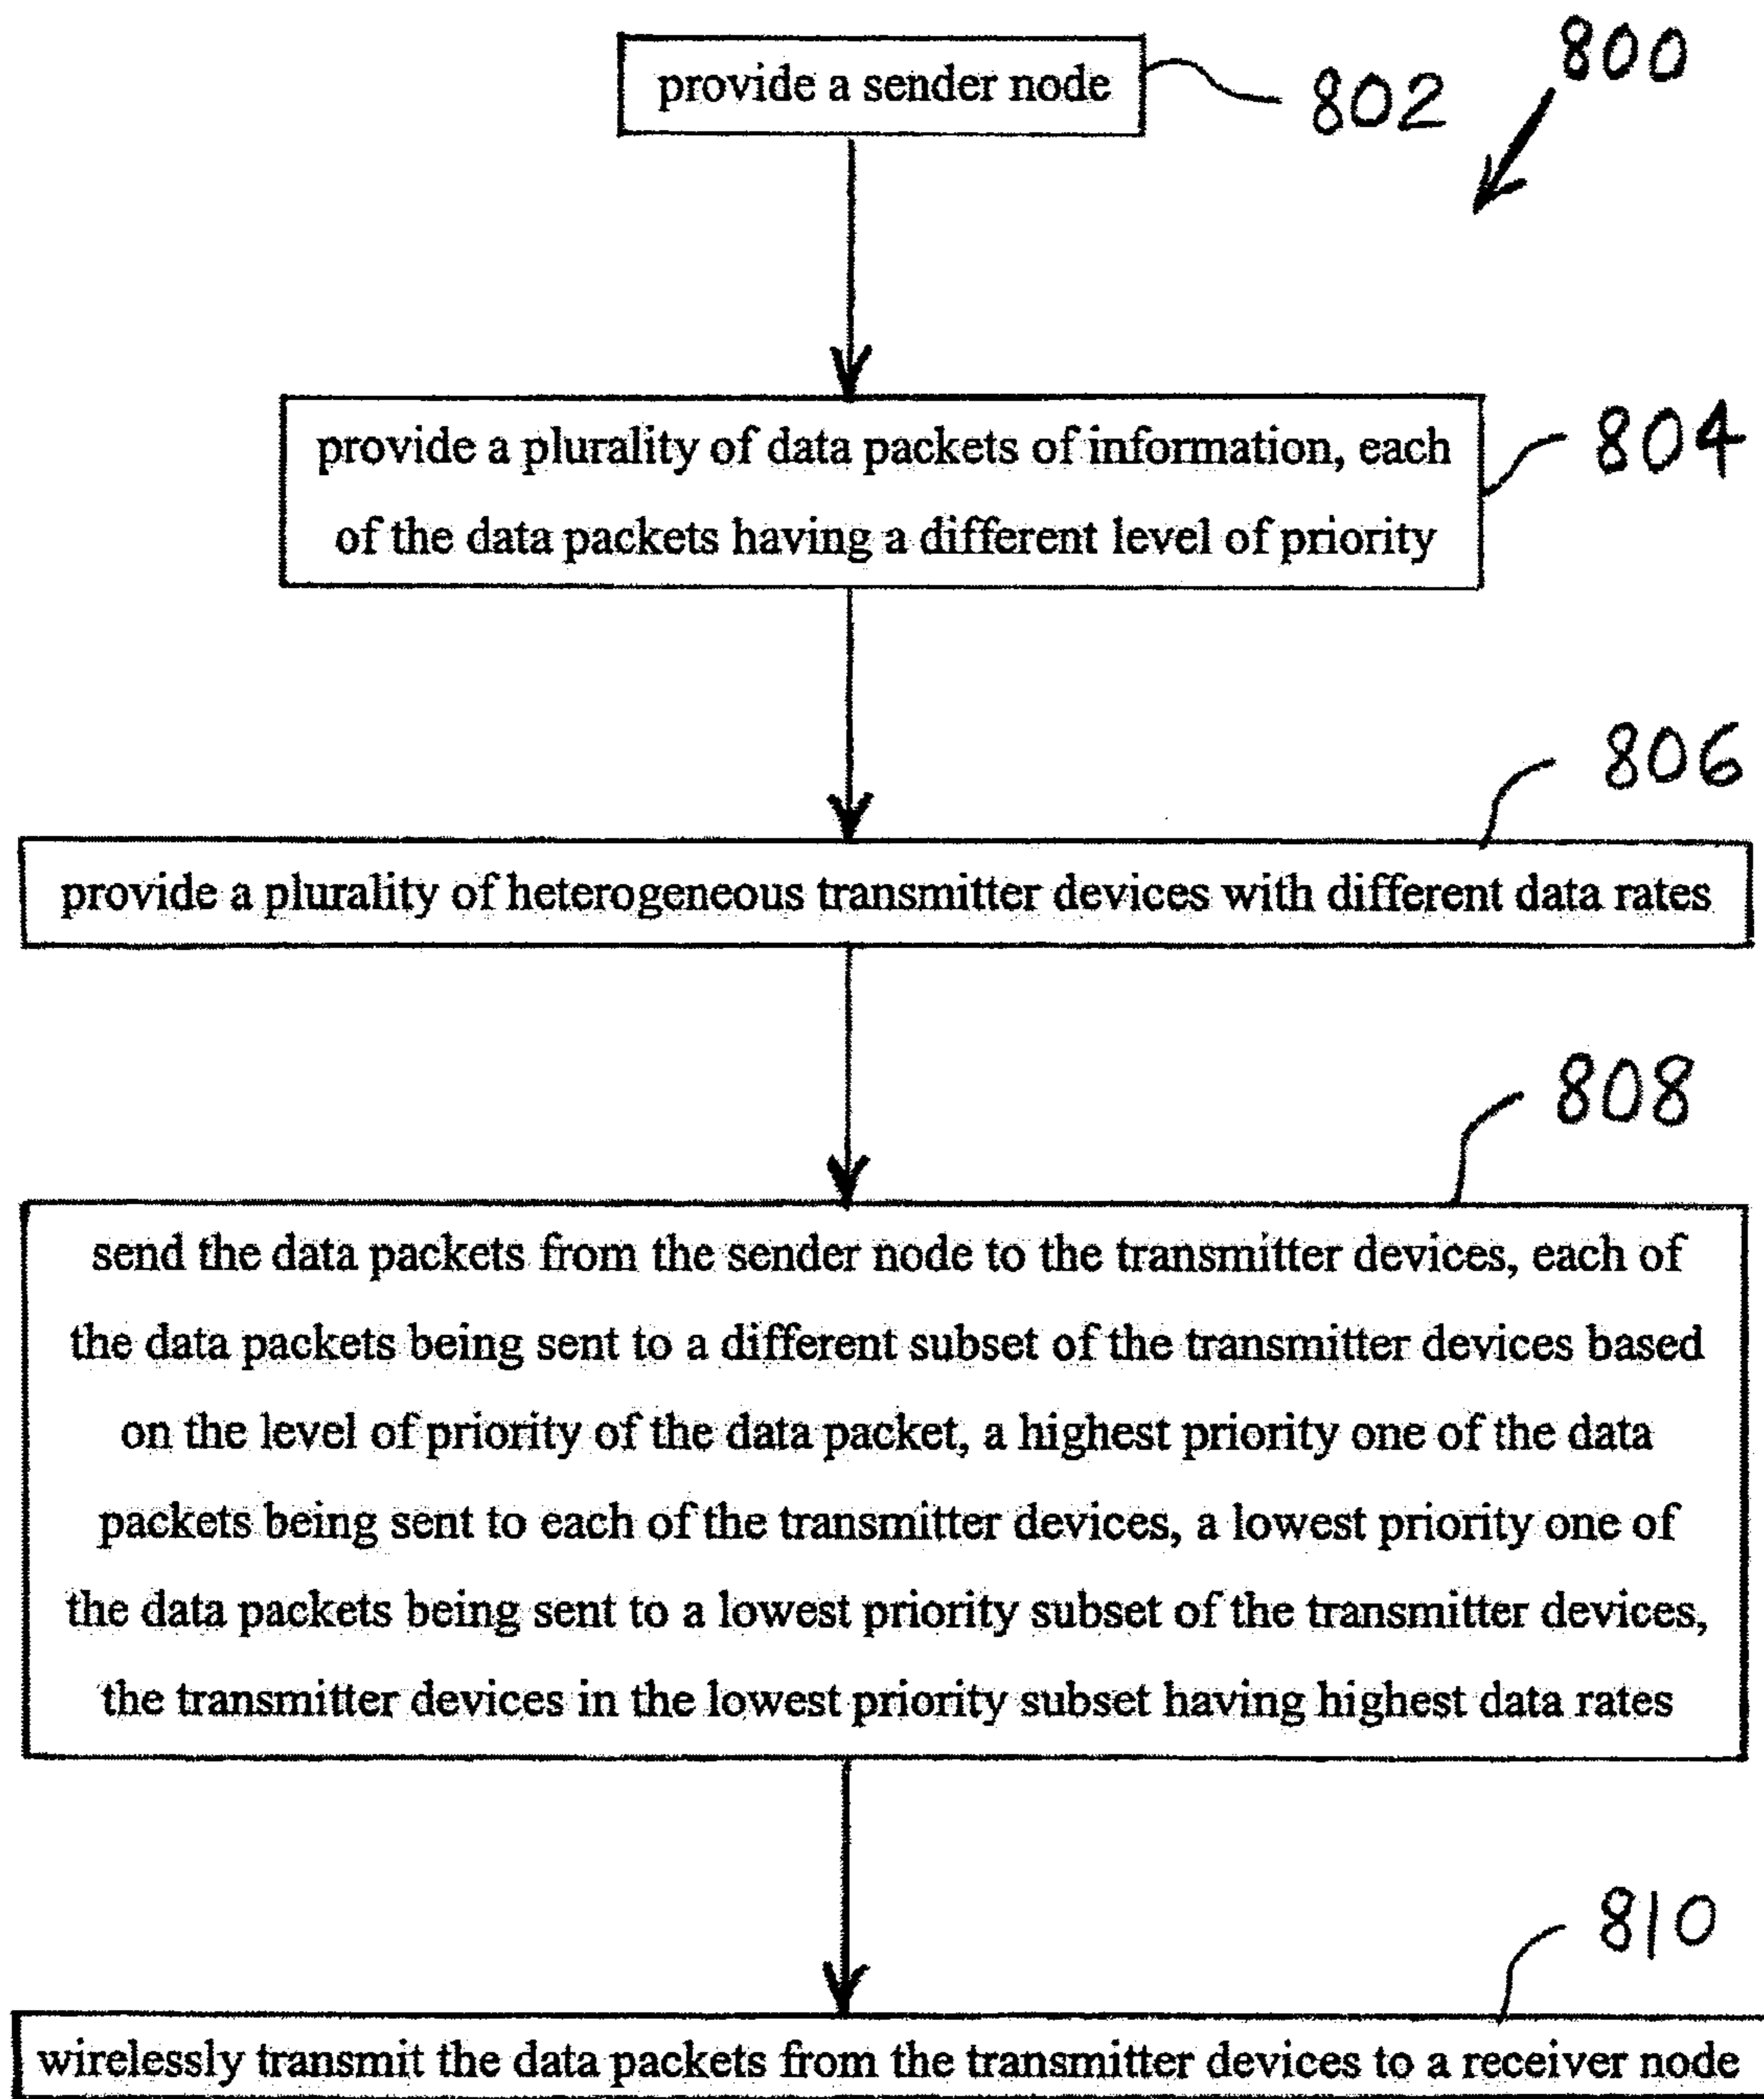 800
provide a sender node
802
provide a plurality of data packets of information, each
of the data packets having a different level of priority
804
806
provide a plurality of heterogeneous transmitter devices with different data rates
808
send the data packets from the sender node to the transmitter devices, each of
the data packets being sent to a different subset of the transmitter devices based
on the level of priority of the data packet, a highest priority one of the data
packets being sent to each of the transmitter devices, a lowest priority one of
the data packets being sent to a lowest priority subset of the transmitter devices,
the transmitter devices in the lowest priority subset having highest data rates
810
wirelessly transmit the data packets from the transmitter devices to a receiver node